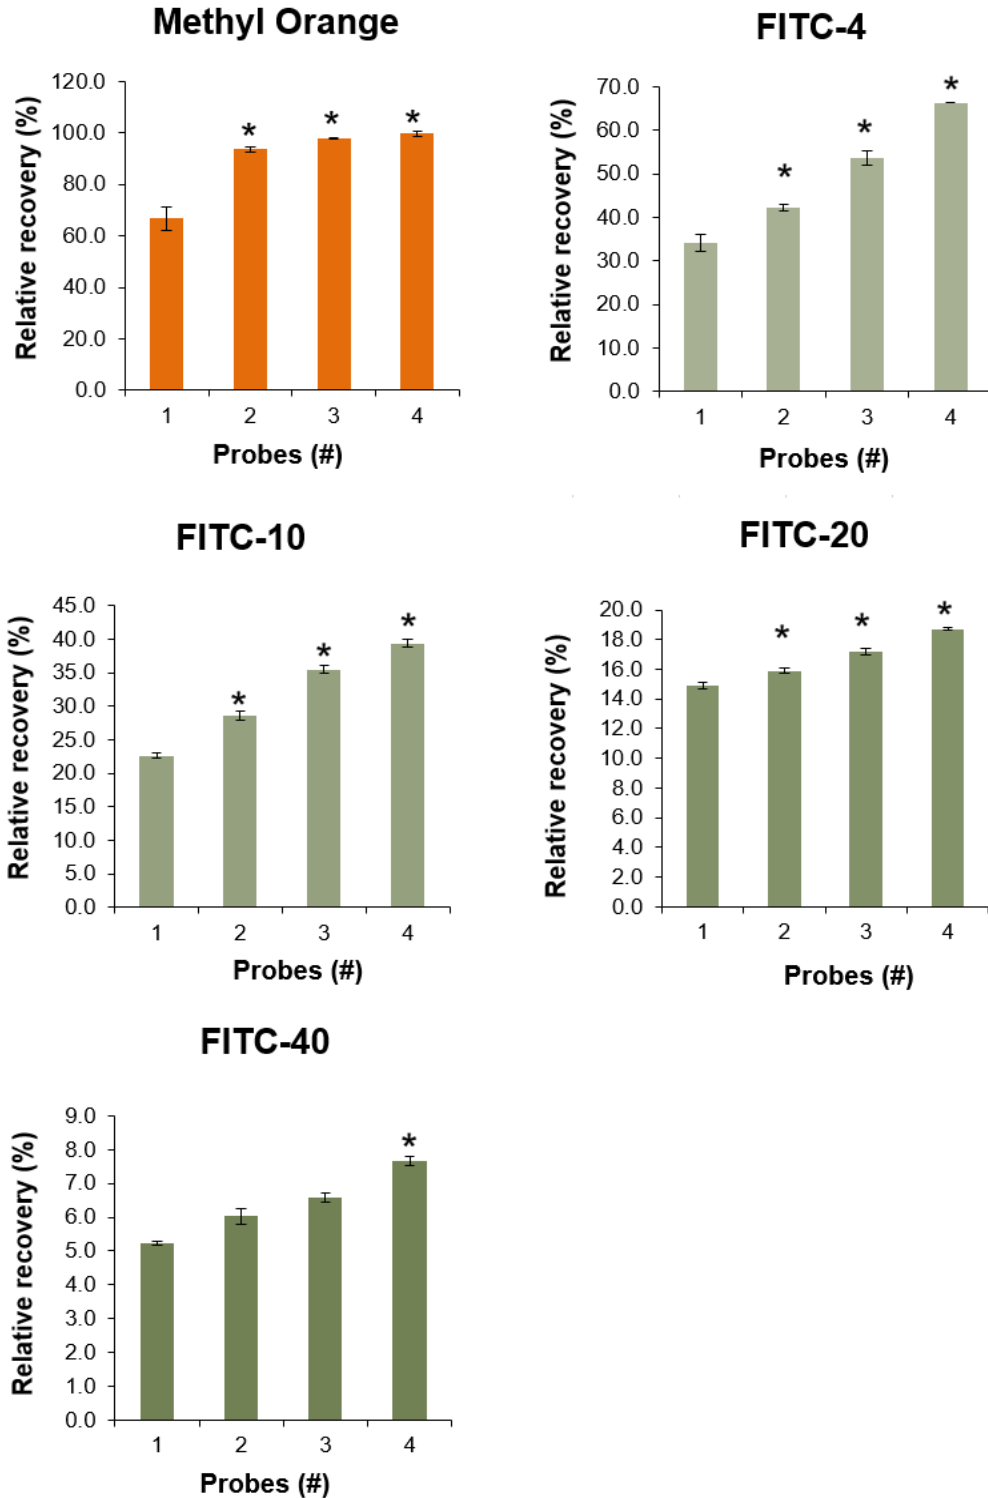 Methyl Orange
Relative recovery (%)
120.0
100.0
80.0
60.0
40.0
20.0
0.0
* * *
1 2 3 4
Probes (#)
FITC-4
Relative recovery (%)
70.0
60.0
50.0
40.0
30.0
20.0
10.0
0.0
* * *
1 2 3 4
Probes (#)
FITC-10
Relative recovery (%)
45.0
40.0
35.0
30.0
25.0
20.0
15.0
10.0
5.0
0.0
* * *
1 2 3 4
Probes (#)
FITC-20
Relative recovery (%)
20.0
18.0
16.0
14.0
12.0
10.0
8.0
6.0
4.0
2.0
0.0
* * *
1 2 3 4
Probes (#)
FITC-40
Relative recovery (%)
9.0
8.0
7.0
6.0
5.0
4.0
3.0
2.0
1.0
0.0
*
1 2 3 4
Probes (#)